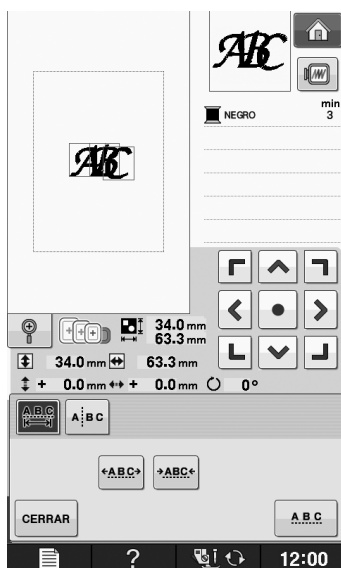 ABC
NEGRO
min
3
ABC
34.0 mm
63.3 mm
34.0 mm 63.3 mm
+ 0.0 mm + 0.0 mm 0°
ABC
A BC
ABC
ABC
CERRAR
A B C
? 12:00